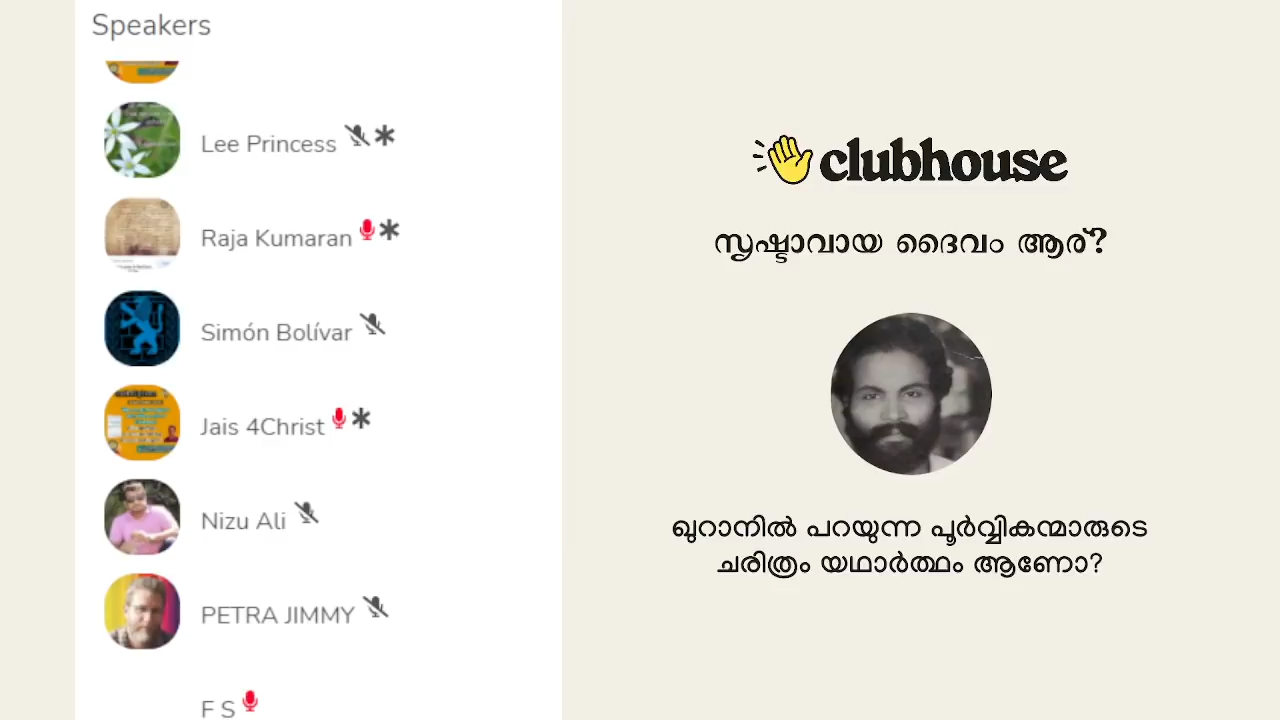 Speakers
Lee Princess
Raja Kumaran
Simón Bolívar
Jais 4Christ
Nizu Ali
PETRA JIMMY
F S
clubhouse
സൃഷ്ടാവായ ദൈവം ആര്?
ഖുറാനിൽ പറയുന്ന പൂർവ്വികന്മാരുടെ
ചരിത്രം യഥാർത്ഥം ആണോ?